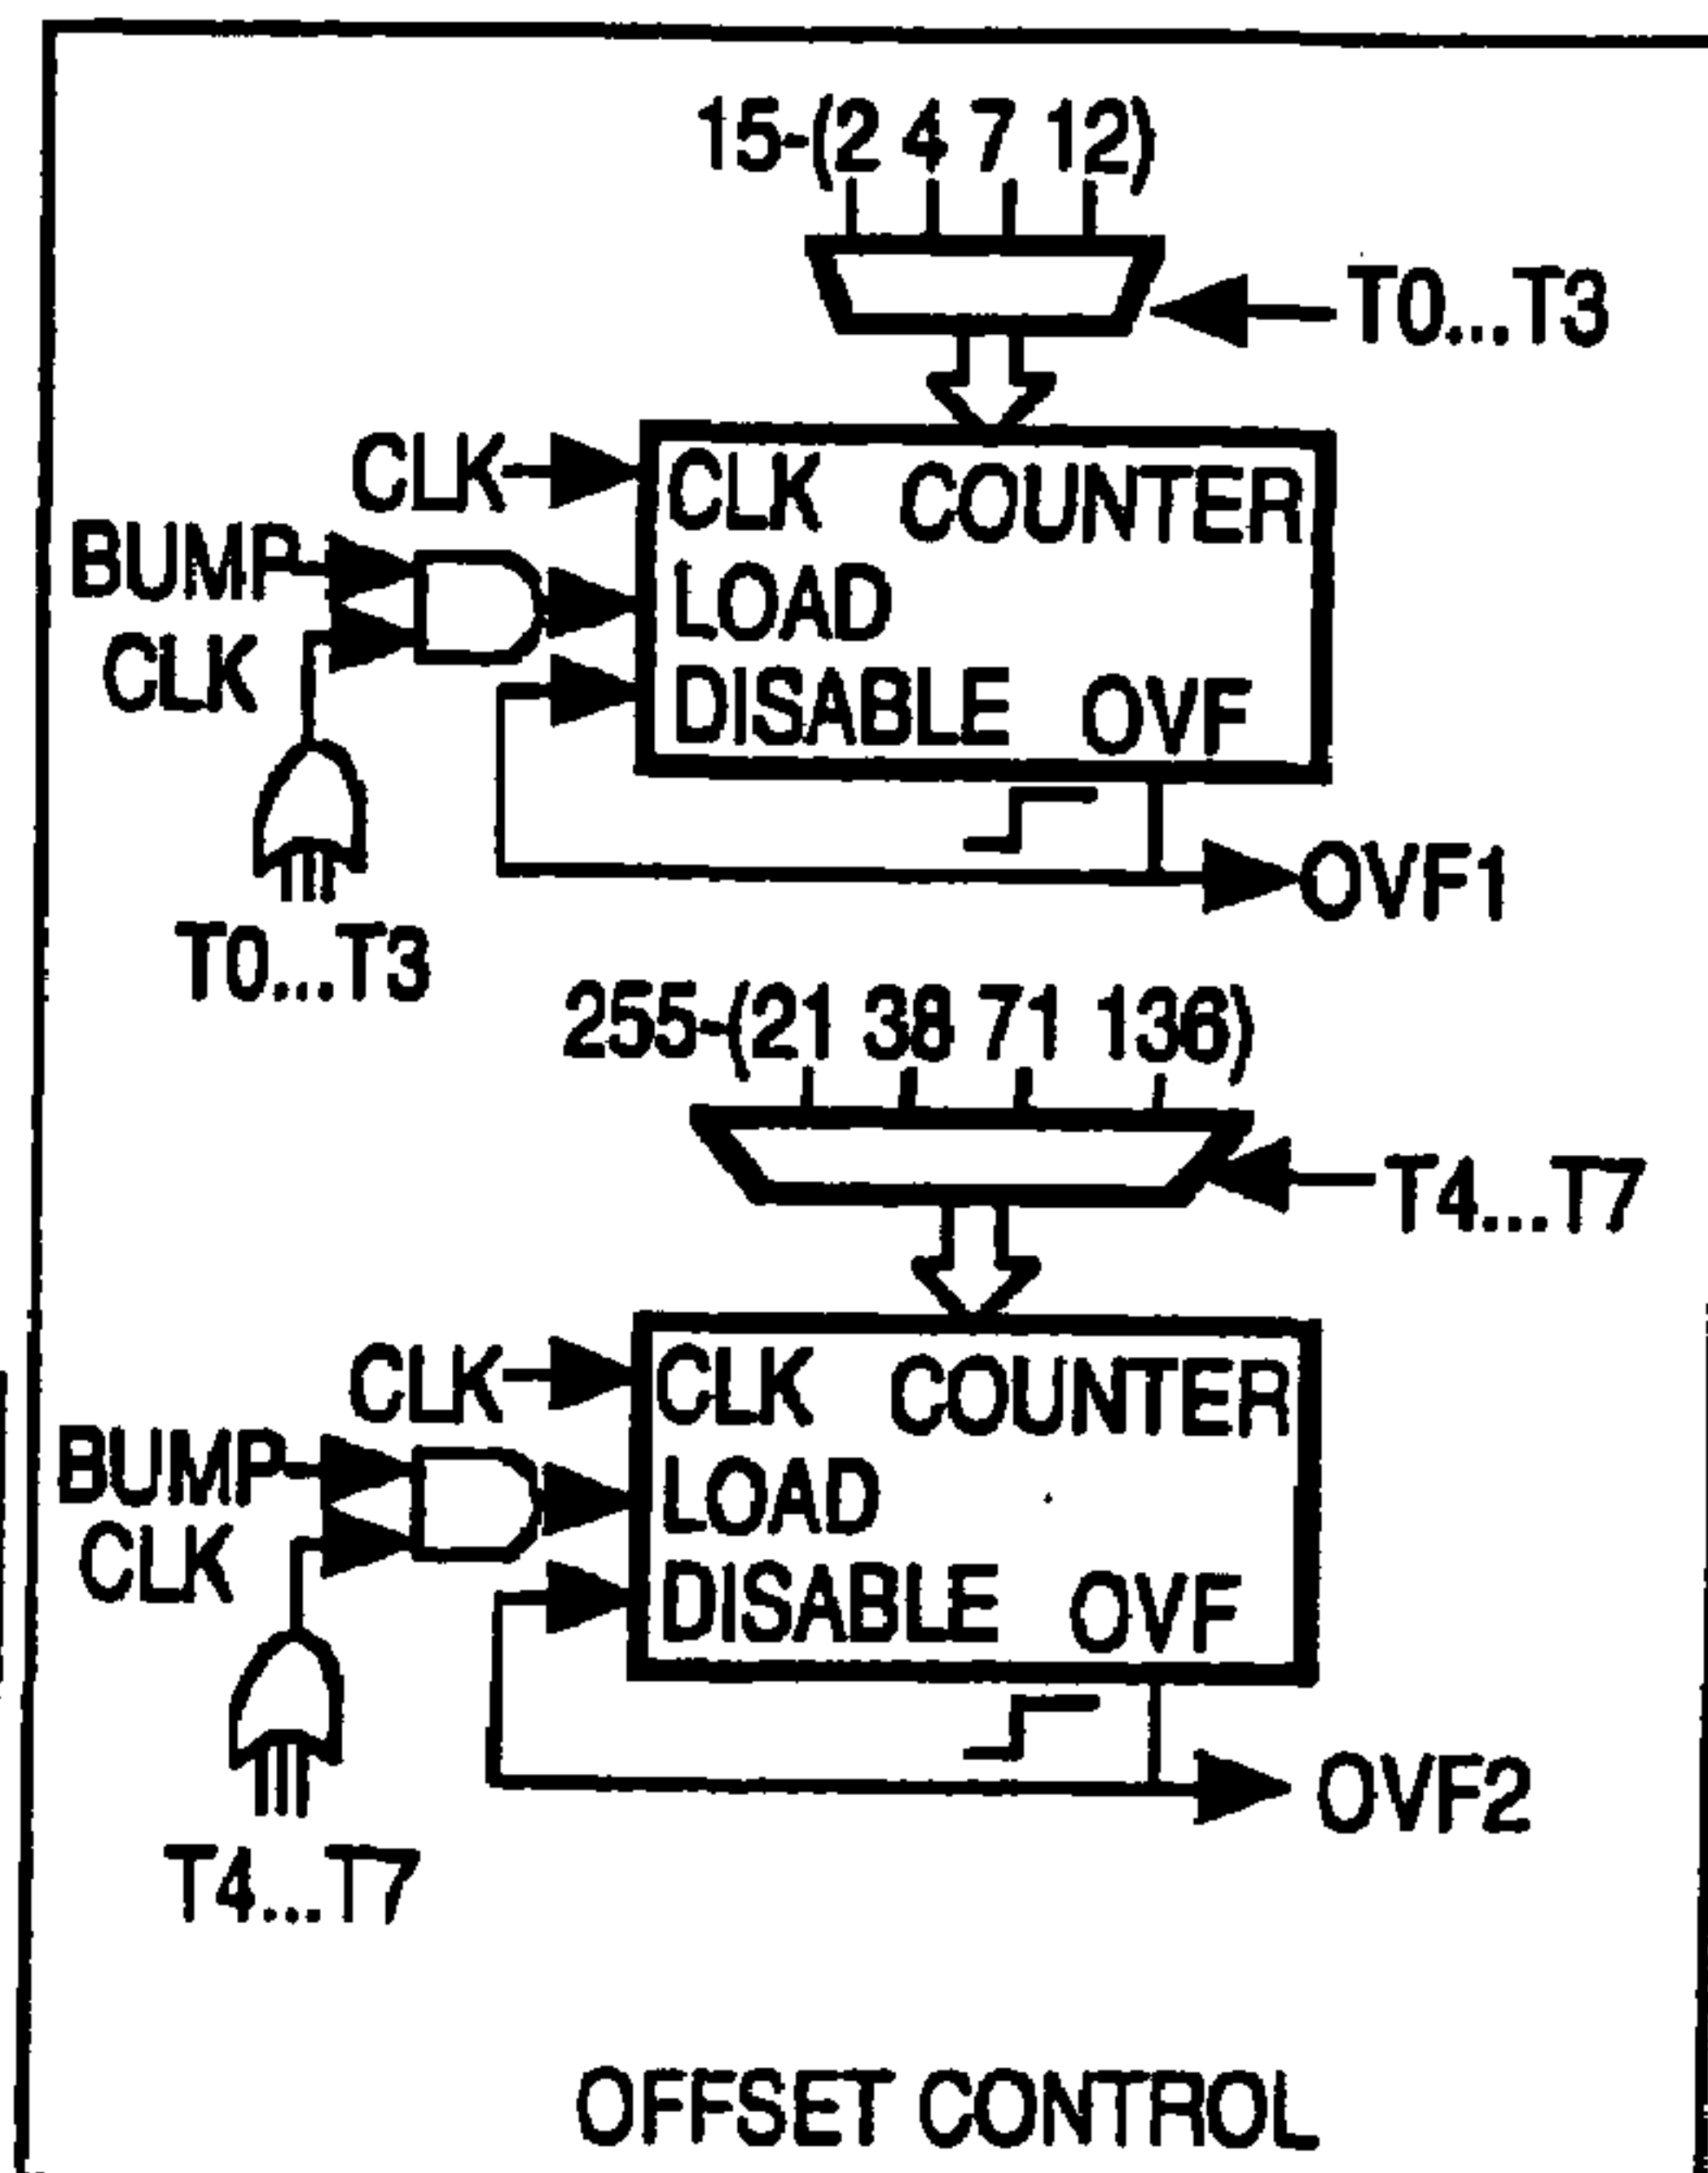 15-(2 4 7 12)
T0...T3
CLK
CLK COUNTER
BUMP
CLK
LOAD
DISABLE OVF
OVF1
T0...T3
255-(21 38 71 136)
T4...T7
CLK
CLK COUNTER
BUMP
CLK
LOAD
DISABLE OVF
OVF2
T4...T7
OFFSET CONTROL